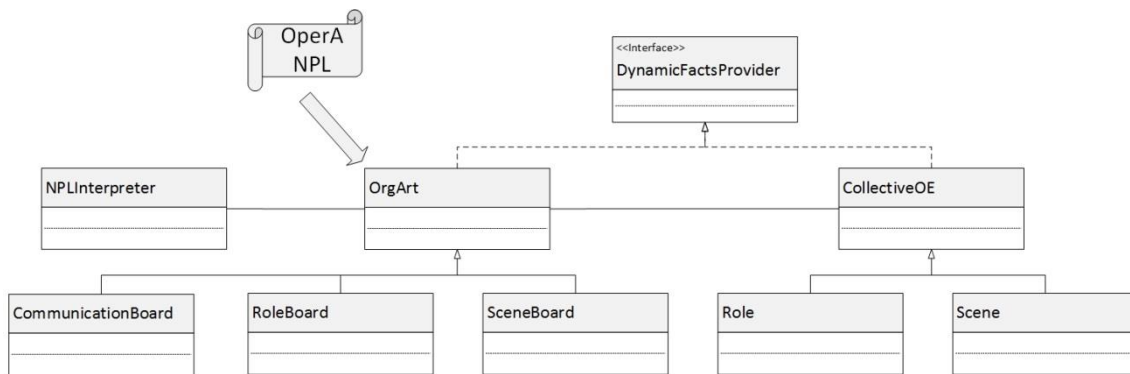 OperA
NPL
<<Interface>>
DynamicFactsProvider
NPLInterpreter
OrgArt
CollectiveOE
CommunicationBoard
RoleBoard
SceneBoard
Role
Scene